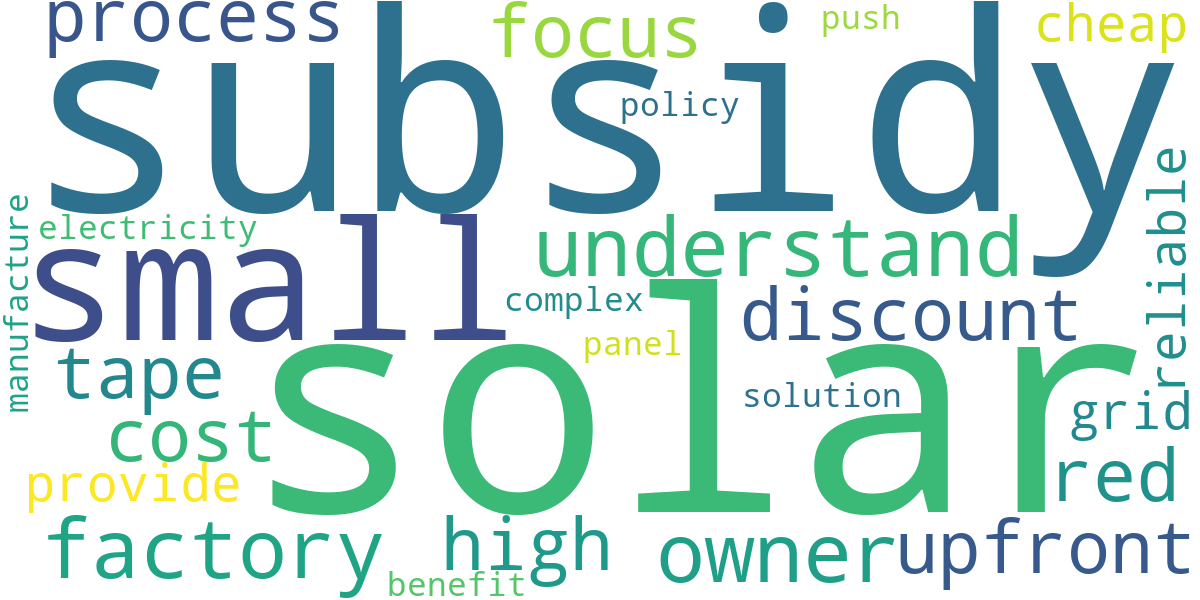 process
focus
push
cheap
subsidy
policy
reliable
manufacture
electricity
small
understand
complex
discount
panel
tape
solar
solution
grid
cost
provide
red
factory
high
owner
upfront
benefit